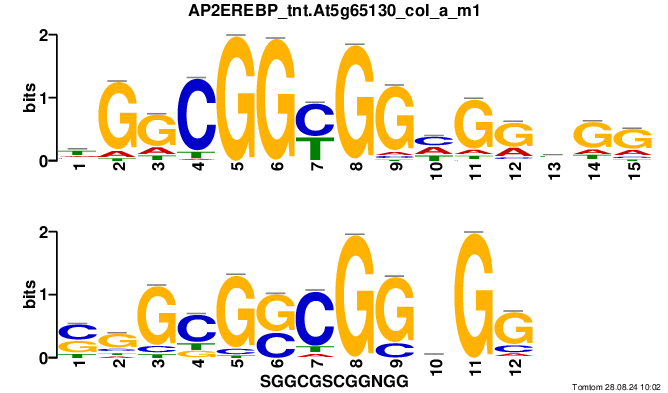 AP2EREBP_tnt.At5g65130_col_a_m1
bits
2
1
0
1 2 3 4 5 6 7 8 9 10 11 12 13 14 15
bits
2
1
0
1 2 3 4 5 6 7 8 9 10 11 12
SGGCGSCGGNGG
Tomtom 28.08.24 10:02